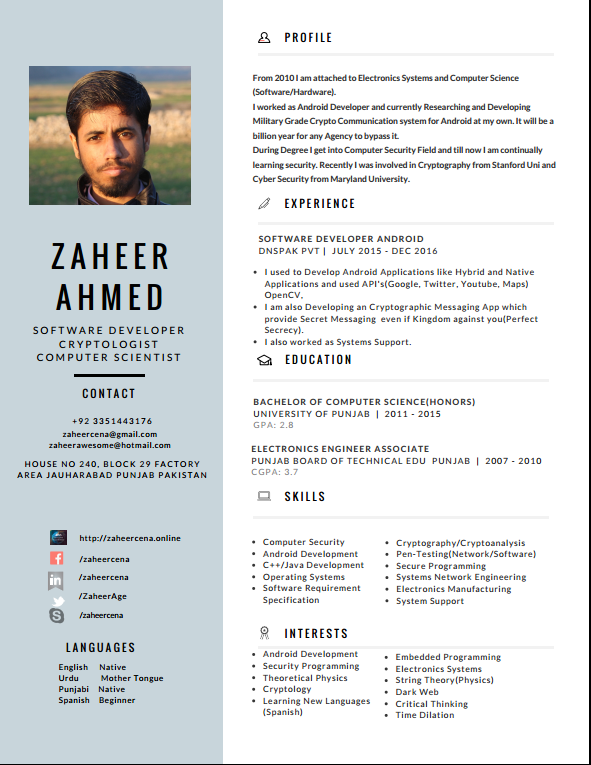 ZAHEER
AHMED
SOFTWARE DEVELOPER
CRYPTOLOGIST
COMPUTER SCIENTIST
CONTACT
+92 3351443176
zaheercena@gmail.com
zaheerawesome@hotmail.com
HOUSE NO 240, BLOCK 29 FACTORY
AREA JAUHARABAD PUNJAB PAKISTAN
http://zaheercena.online
/zaheercena
/zaheercena
/ZaheerAge
/zaheercena
LANGUAGES
English Native
Urdu Mother Tongue
Punjabi Native
Spanish Beginner
PROFILE
From 2010 I am attached to Electronics Systems and Computer Science
(Software/Hardware).
I worked as Android Developer and currently Researching and Developing
Military Grade Crypto Communication system for Android at my own. It will be a
billion year for any Agency to bypass it.
During Degree I get into Computer Security Field and till now I am continually
learning security. Recently I was involved in Cryptography from Stanford Uni and
Cyber Security from Maryland University.
EXPERIENCE
SOFTWARE DEVELOPER ANDROID
DNSPAK PVT | JULY 2015 - DEC 2016
• I used to Develop Android Applications like Hybrid and Native
Applications and used API's(Google, Twitter, Youtube, Maps)
OpenCV,
• I am also Developing an Cryptographic Messaging App which
provide Secret Messaging even if Kingdom against you(Perfect
Secrecy).
• I also worked as Systems Support.
EDUCATION
BACHELOR OF COMPUTER SCIENCE(HONORS)
UNIVERSITY OF PUNJAB | 2011 - 2015
GPA: 2.8
ELECTRONICS ENGINEER ASSOCIATE
PUNJAB BOARD OF TECHNICAL EDU PUNJAB | 2007 - 2010
CGPA: 3.7
SKILLS
• Computer Security
• Android Development
• C++/Java Development
• Operating Systems
• Software Requirement
Specification
• Cryptography/Cryptoanalysis
• Pen-Testing(Network/Software)
• Secure Programming
• Systems Network Engineering
• Electronics Manufacturing
• System Support
INTERESTS
• Android Development
• Security Programming
• Theoretical Physics
• Cryptology
• Learning New Languages
(Spanish)
• Embedded Programming
• Electronics Systems
• String Theory(Physics)
• Dark Web
• Critical Thinking
• Time Dilation